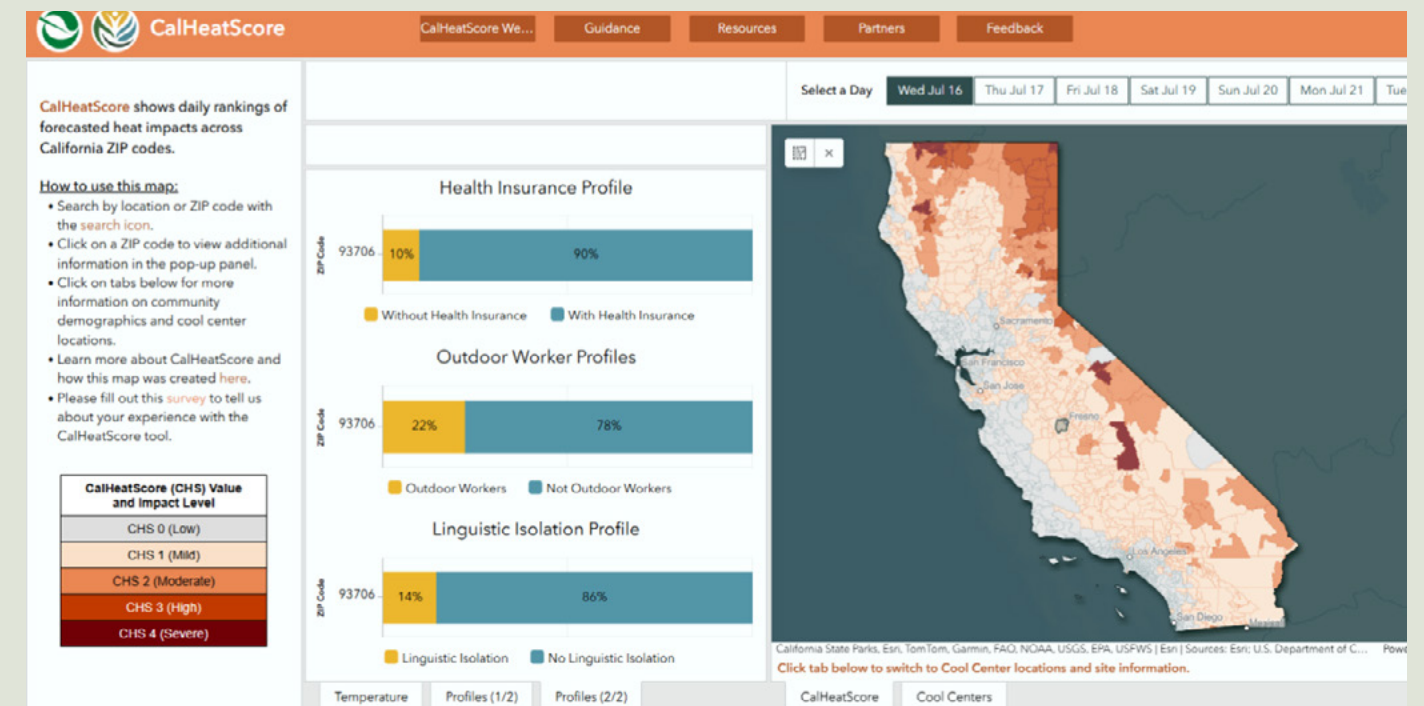 CalHeatScore
CalHeatScore We...
Guidance
Resources
Partners
Feedback
CalHeatScore shows daily rankings of
forecasted heat impacts across
California ZIP codes.
How to use this map:
• Search by location or ZIP code with
the search icon.
• Click on a ZIP code to view additional
information in the pop-up panel.
• Click on tabs below for more
information on community
demographics and cool center
locations.
• Learn more about CalHeatScore and
how this map was created here.
• Please fill out this survey to tell us
about your experience with the
CalHeatScore tool.
CalHeatScore (CHS) Value
and Impact Level
CHS 0 (Low)
CHS 1 (Mild)
CHS 2 (Moderate)
CHS 3 (High)
CHS 4 (Severe)
Health Insurance Profile
ZIP Code
93706
10%
90%
Without Health Insurance
With Health Insurance
Outdoor Worker Profiles
ZIP Code
93706
22%
78%
Outdoor Workers
Not Outdoor Workers
Linguistic Isolation Profile
ZIP Code
93706
14%
86%
Linguistic Isolation
No Linguistic Isolation
Temperature
Profiles (1/2)
Profiles (2/2)
Select a Day
Wed Jul 16
Thu Jul 17
Fri Jul 18
Sat Jul 19
Sun Jul 20
Mon Jul 21
Tue
Sacramento
San Francisco
San Jose
Fresno
Los Angeles
San Diego
Mexicali
California State Parks, Esri, TomTom, Garmin, FAO, NOAA, USGS, EPA, USFWS | Esri | Sources: Esri; U.S. Department of C...
Powe
Click tab below to switch to Cool Center locations and site information.
CalHeatScore
Cool Centers